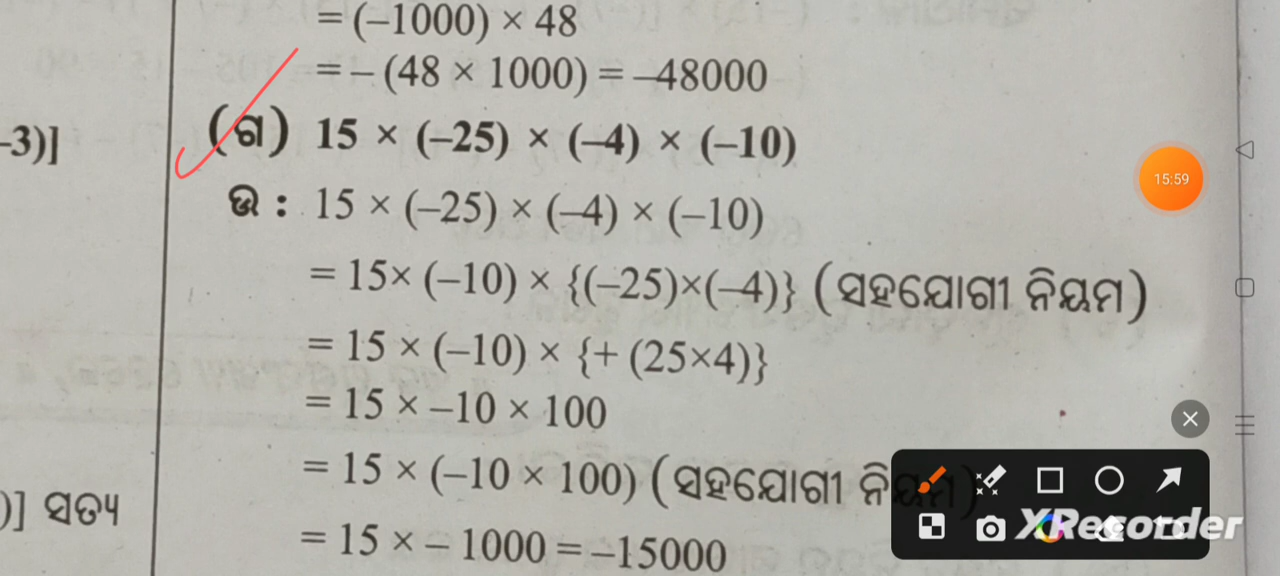 = (–1000) × 48
= – (48 × 1000) = –48000
–3)]
(ଗ) 15 × (–25) × (–4) × (–10)
ଉ : 15 × (–25) × (–4) × (–10)
= 15× (–10) × {(–25)×(–4)} (ସହଯୋଗୀ ନିୟମ)
= 15 × (–10) × {+ (25×4)}
= 15 × –10 × 100
= 15 × (–10 × 100) (ସହଯୋଗୀ ନିୟମ)
)] ସତ୍ୟ
= 15 × – 1000 = –15000
15:59
XRecorder